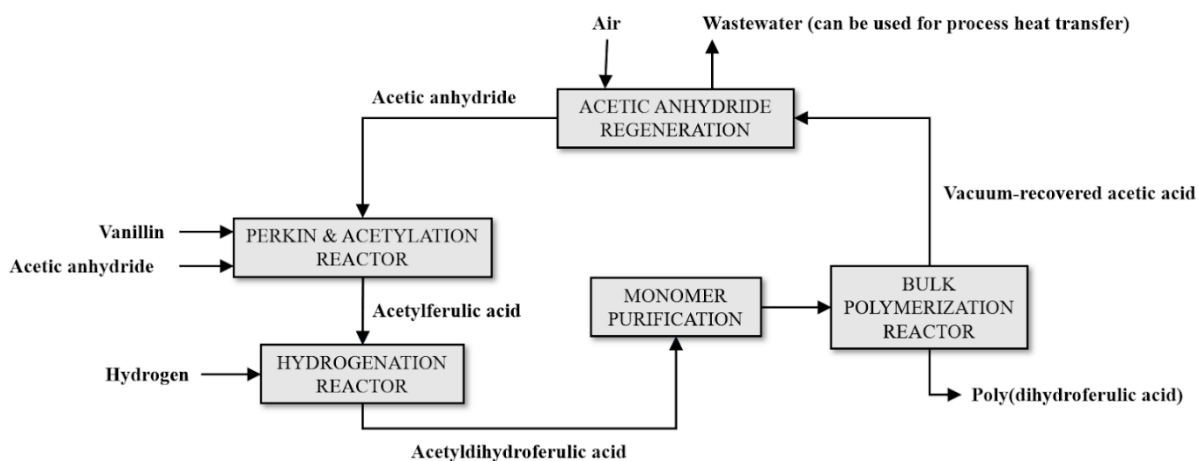 Air
Wastewater (can be used for process heat transfer)
Acetic anhydride
ACETIC ANHYDRIDE
REGENERATION
Vacuum-recovered acetic acid
Vanillin
Acetic anhydride
PERKIN & ACETYLATION
REACTOR
MONOMER
PURIFICATION
BULK
POLYMERIZATION
REACTOR
Acetylferulic acid
Hydrogen
HYDROGENATION
REACTOR
Poly(dihydroferulic acid)
Acetyldihydroferulic acid